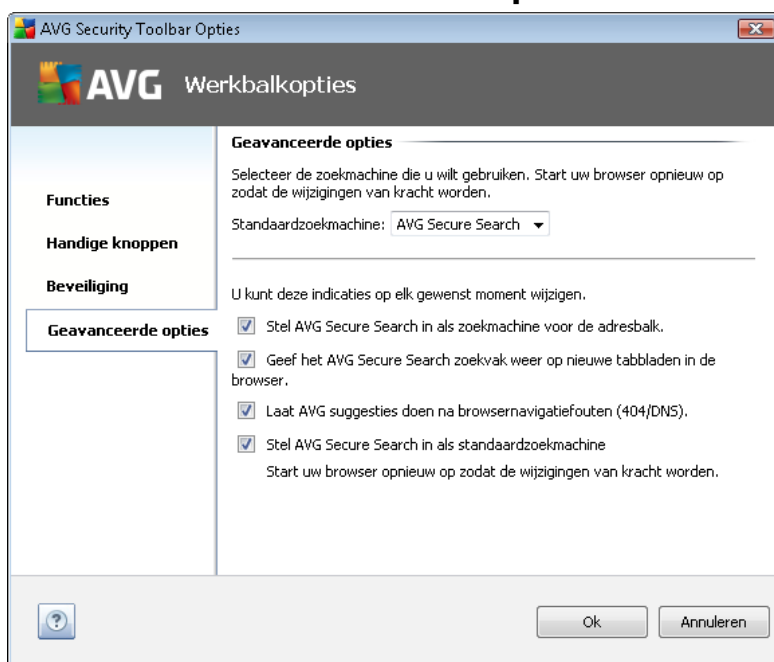 AVG Security Toolbar Opties
AVG Werkbalkopties
Functies
Handige knoppen
Beveiliging
Geavanceerde opties
Geavanceerde opties
Selecteer de zoekmachine die u wilt gebruiken. Start uw browser opnieuw op
zodat de wijzigingen van kracht worden.
Standaardzoekmachine: AVG Secure Search
U kunt deze indicaties op elk gewenst moment wijzigen.
Stel AVG Secure Search in als zoekmachine voor de adresbalk.
Geef het AVG Secure Search zoekvak weer op nieuwe tabbladen in de
browser.
Laat AVG suggesties doen na browsernavigatiefouten (404/DNS).
Stel AVG Secure Search in als standaardzoekmachine
Start uw browser opnieuw op zodat de wijzigingen van kracht worden.
?
Ok
Annuleren